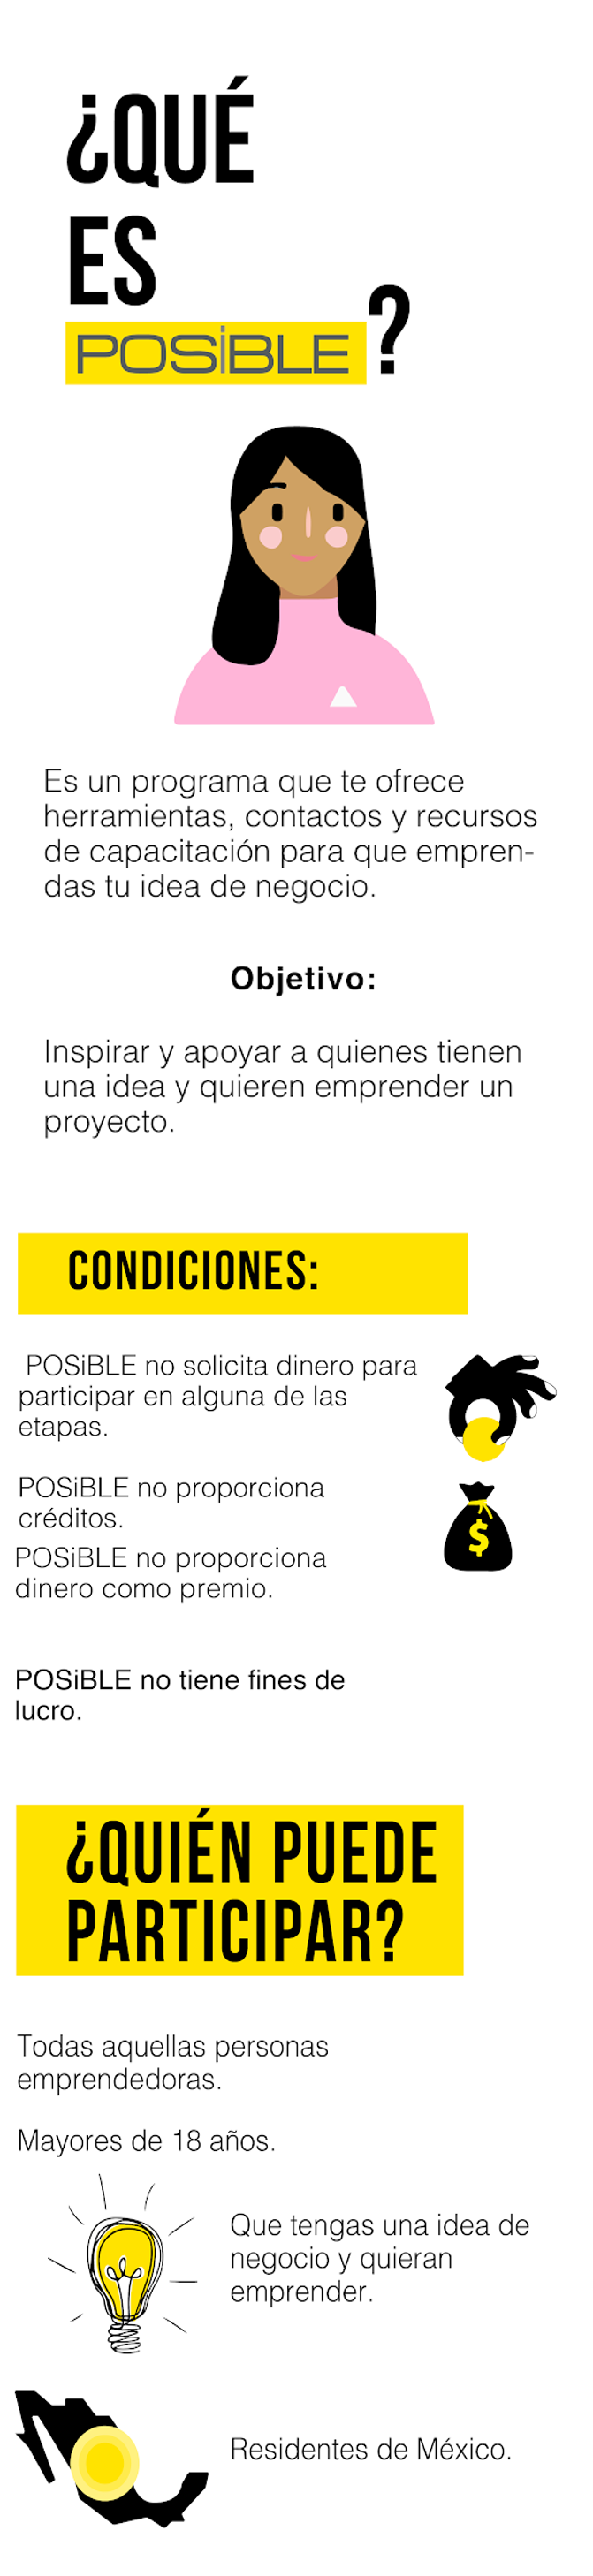 ¿QUÉ
ES
POSiBLE?
Es un programa que te ofrece
herramientas, contactos y recursos
de capacitación para que empren-
das tu idea de negocio.
Objetivo:
Inspirar y apoyar a quienes tienen
una idea y quieren emprender un
proyecto.
CONDICIONES:
POSiBLE no solicita dinero para
participar en alguna de las
etapas.
POSiBLE no proporciona
créditos.
$
POSiBLE no proporciona
dinero como premio.
POSiBLE no tiene fines de
lucro.
¿QUIÉN PUEDE
PARTICIPAR?
Todas aquellas personas
emprendedoras.
Mayores de 18 años.
Que tengas una idea de
negocio y quieran
emprender.
Residentes de México.